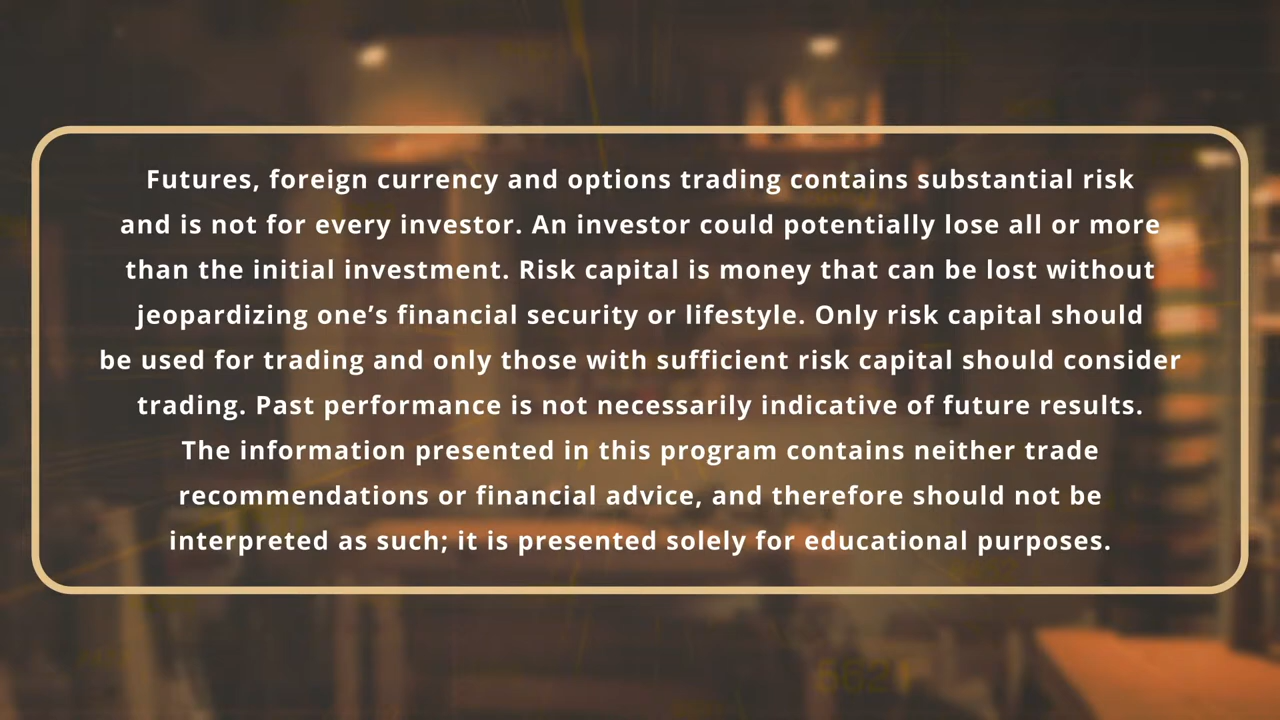 Futures, foreign currency and options trading contains substantial risk
and is not for every investor. An investor could potentially lose all or more
than the initial investment. Risk capital is money that can be lost without
jeopardizing one’s financial security or lifestyle. Only risk capital should
be used for trading and only those with sufficient risk capital should consider
trading. Past performance is not necessarily indicative of future results.
The information presented in this program contains neither trade
recommendations or financial advice, and therefore should not be
interpreted as such; it is presented solely for educational purposes.